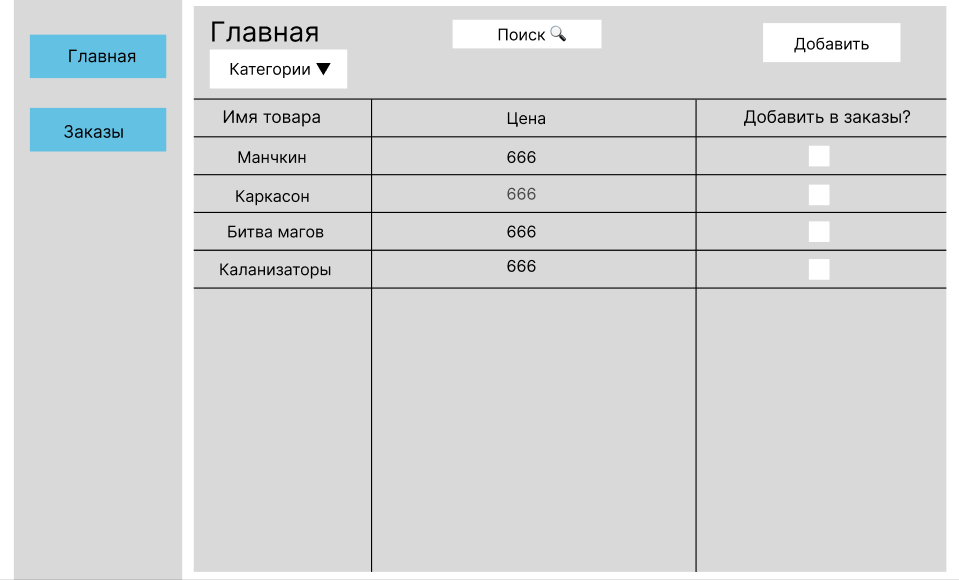 Главная
Заказы
Главная
Поиск 🔍
Добавить
Категории ▼
Имя товара
Цена
Добавить в заказы?
Манчкин
666
Каркасон
666
Битва магов
666
Каланизаторы
666